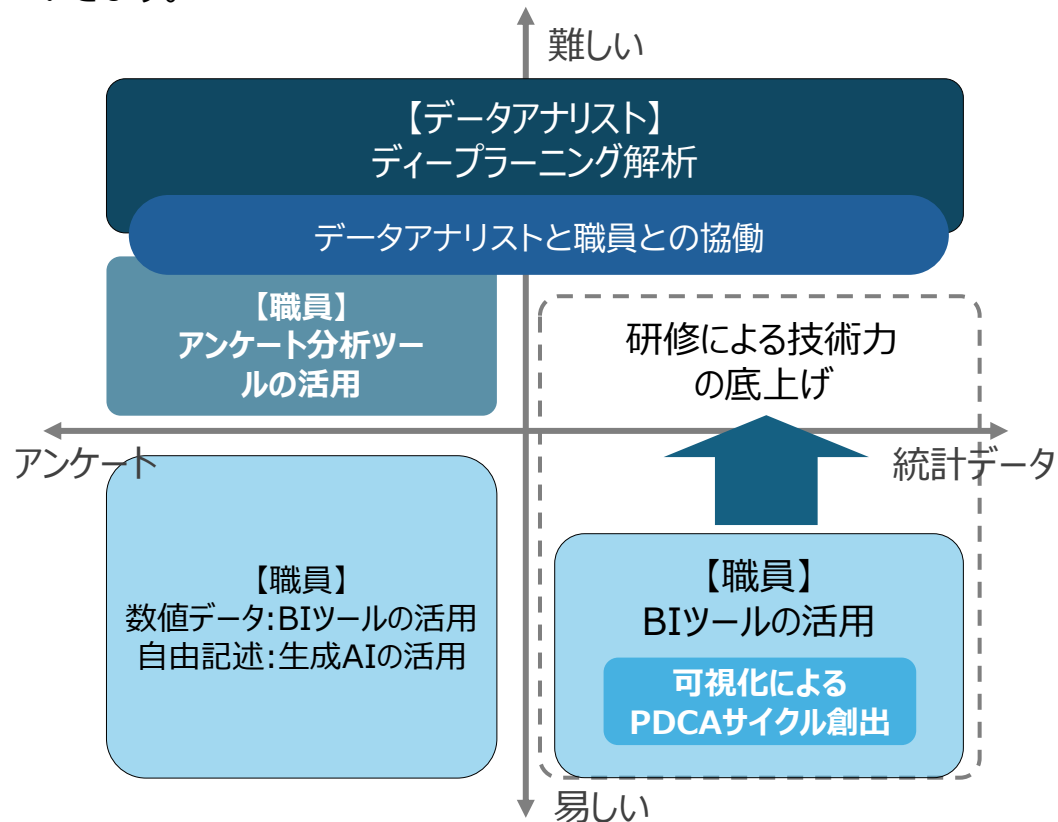 難しい
【データアナリスト】
ディープラーニング解析
データアナリストと職員との協働
【職員】
アンケート分析ツー
ルの活用
研修による技術力
の底上げ
アンケート
統計データ
【職員】
数値データ:BIツールの活用
自由記述:生成AIの活用
【職員】
BIツールの活用
可視化による
PDCAサイクル創出
易しい